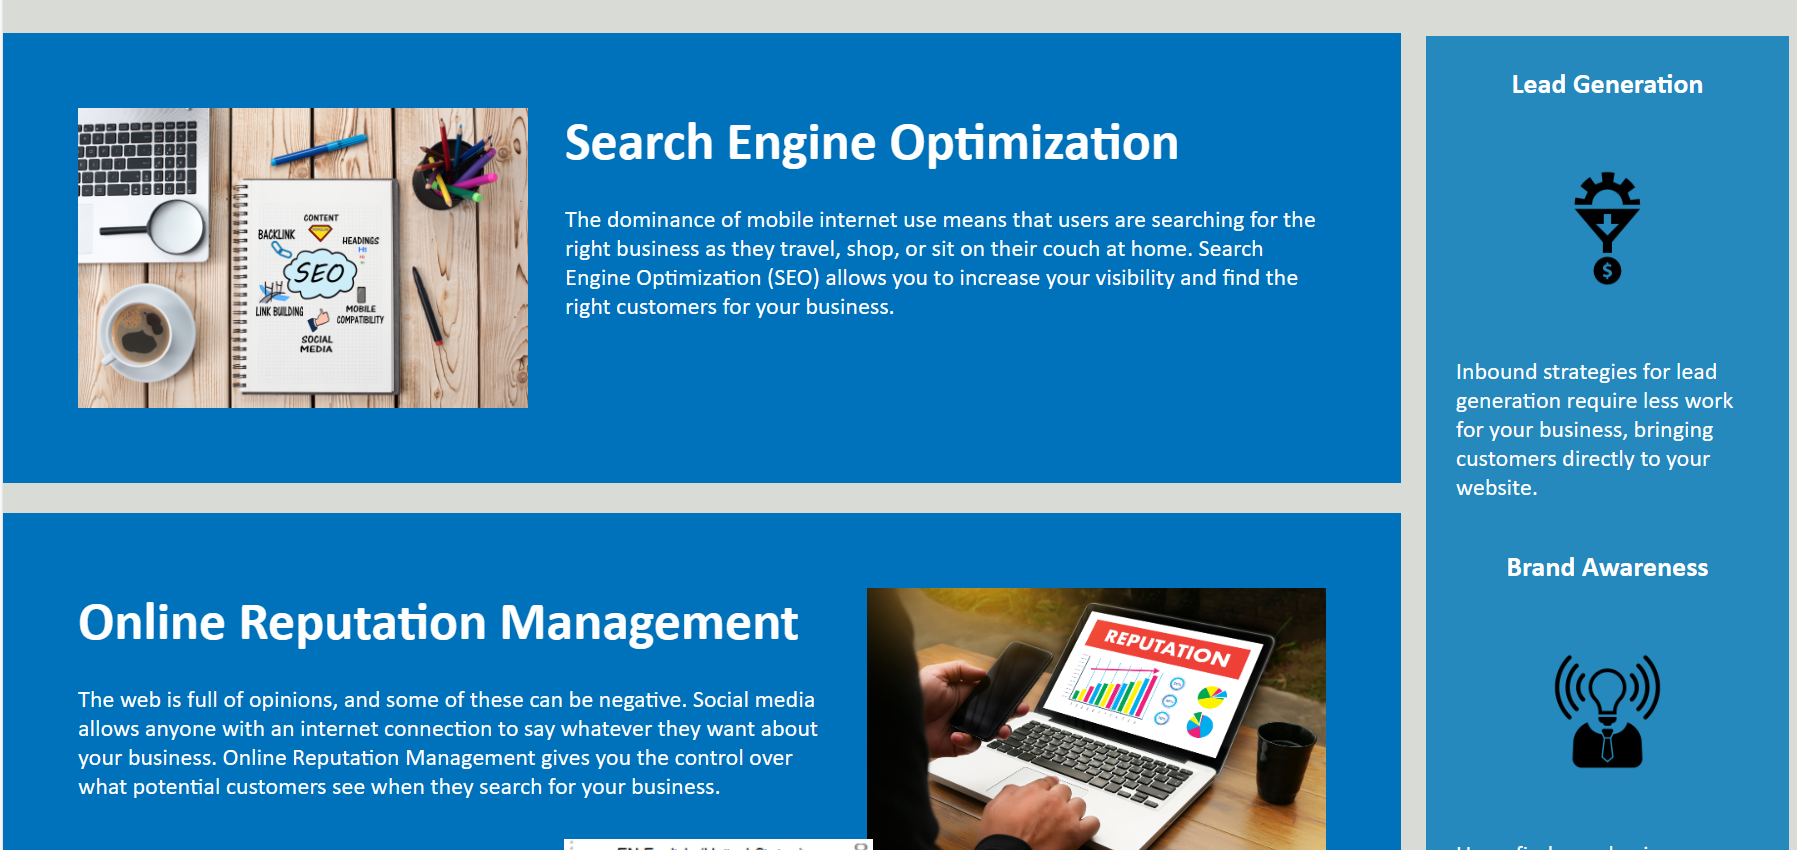 Search Engine Optimization
The dominance of mobile internet use means that users are searching for the
right business as they travel, shop, or sit on their couch at home. Search
Engine Optimization (SEO) allows you to increase your visibility and find the
right customers for your business.
CONTENT
BACKLINK
HEADINGS
H1
SEO
LINK BUILDING
MOBILE
COMPATIBILITY
SOCIAL
MEDIA
Online Reputation Management
The web is full of opinions, and some of these can be negative. Social media
allows anyone with an internet connection to say whatever they want about
your business. Online Reputation Management gives you the control over
what potential customers see when they search for your business.
REPUTATION
Lead Generation
$
Inbound strategies for lead
generation require less work
for your business, bringing
customers directly to your
website.
Brand Awareness